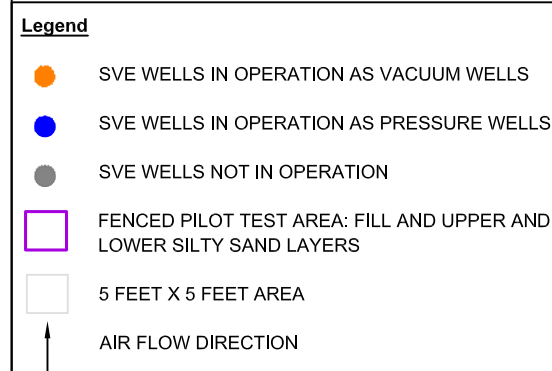 Legend
SVE WELLS IN OPERATION AS VACUUM WELLS
SVE WELLS IN OPERATION AS PRESSURE WELLS
SVE WELLS NOT IN OPERATION
FENCED PILOT TEST AREA: FILL AND UPPER AND
LOWER SILTY SAND LAYERS
5 FEET X 5 FEET AREA
AIR FLOW DIRECTION